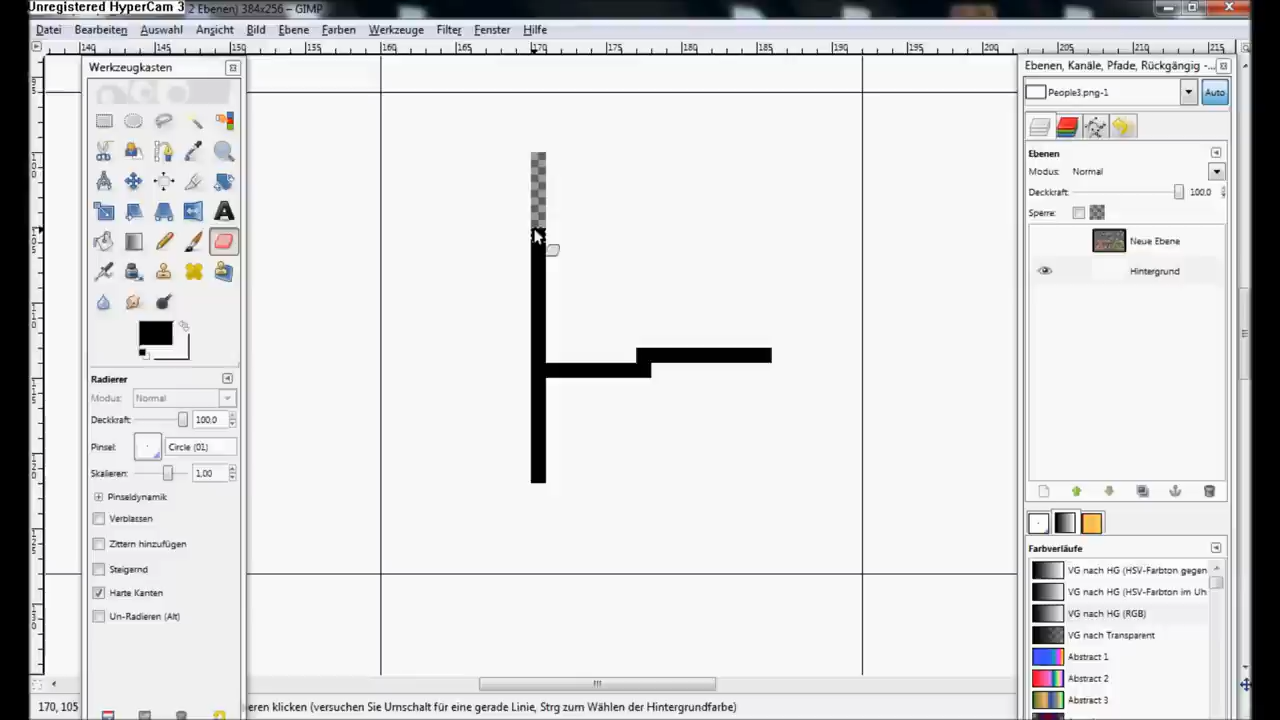 Unregistered HyperCam 3
2 Ebenen) 384x256 – GIMP
Datei Bearbeiten Auswahl Ansicht Bild Ebene Farben Werkzeuge Filter Fenster Hilfe
140 145 150 155 160 165 170 175 180 185 190 195 200 205 210 215
Werkzeugkasten
Radierer
Modus: Normal
Deckkraft: 100,0
Pinsel: Circle (01)
Skalieren: 1,00
Pinseldynamik
Verblassen
Zittern hinzufügen
Steigernd
Harte Kanten
Un-Radieren (Alt)
Ebenen, Kanäle, Pfade, Rückgängig -...
People3.png-1
Auto
Ebenen
Modus: Normal
Deckkraft: 100,0
Sperre:
Neue Ebene
Hintergrund
Farbverläufe
VG nach HG (HSV-Farbton gegen
VG nach HG (HSV-Farbton im Uh
VG nach HG (RGB)
VG nach Transparent
Abstract 1
Abstract 2
Abstract 3
170, 105
eren klicken (versuchen Sie Umschalt für eine gerade Linie, Strg zum Wählen der Hintergrundfarbe)